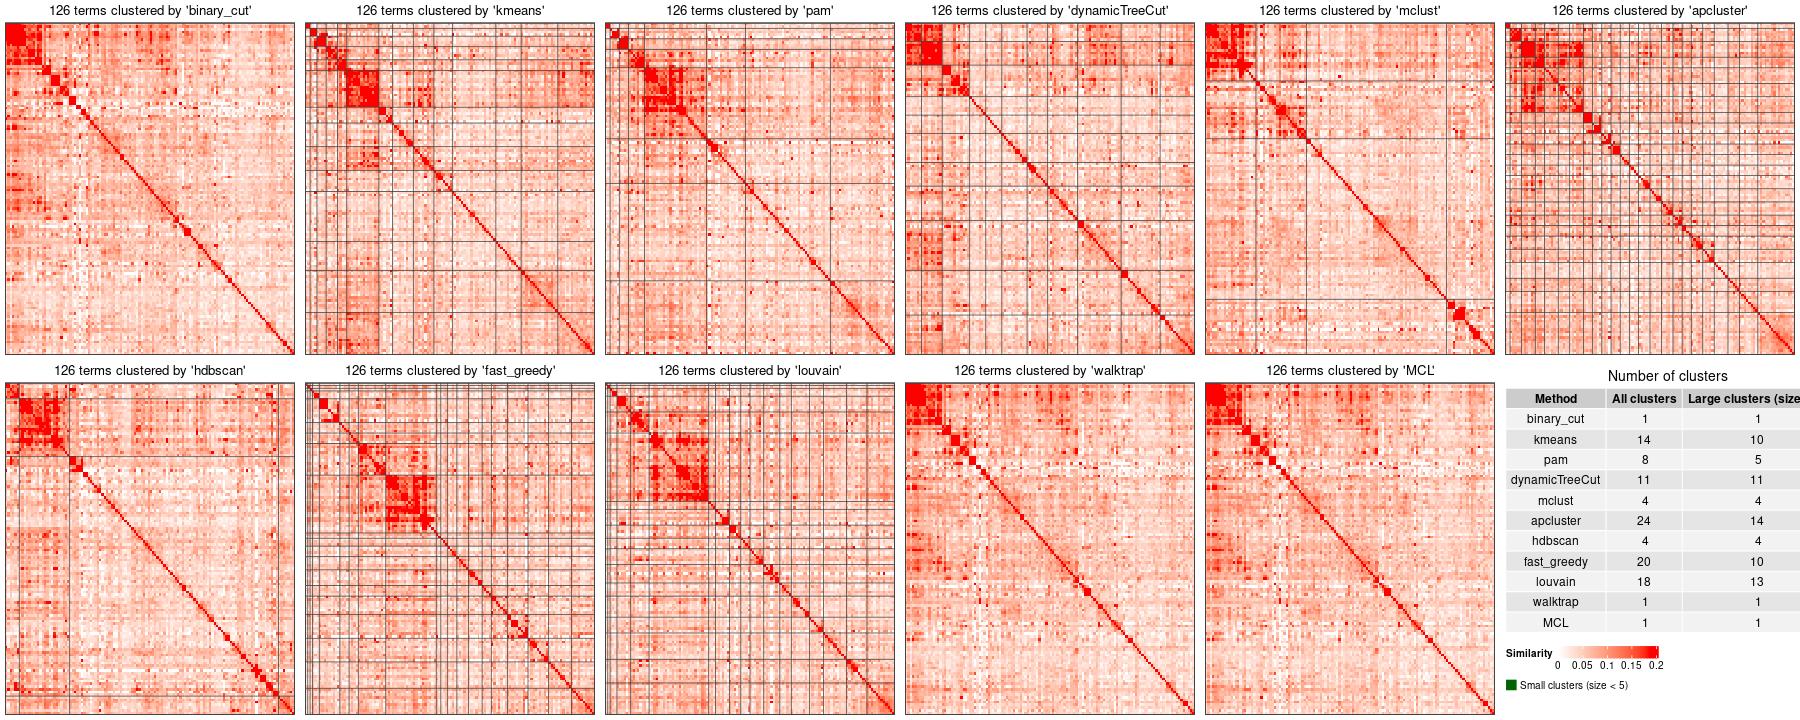 126 terms clustered by 'binary_cut'
126 terms clustered by 'kmeans'
126 terms clustered by 'pam'
126 terms clustered by 'dynamicTreeCut'
126 terms clustered by 'mclust'
126 terms clustered by 'apcluster'
126 terms clustered by 'hdbscan'
126 terms clustered by 'fast_greedy'
126 terms clustered by 'louvain'
126 terms clustered by 'walktrap'
126 terms clustered by 'MCL'
Number of clusters
Method All clusters Large clusters (size
binary_cut 1 1
kmeans 14 10
pam 8 5
dynamicTreeCut 11 11
mclust 4 4
apcluster 24 14
hdbscan 4 4
fast_greedy 20 10
louvain 18 13
walktrap 1 1
MCL 1 1
Similarity
0 0.05 0.1 0.15 0.2
Small clusters (size < 5)